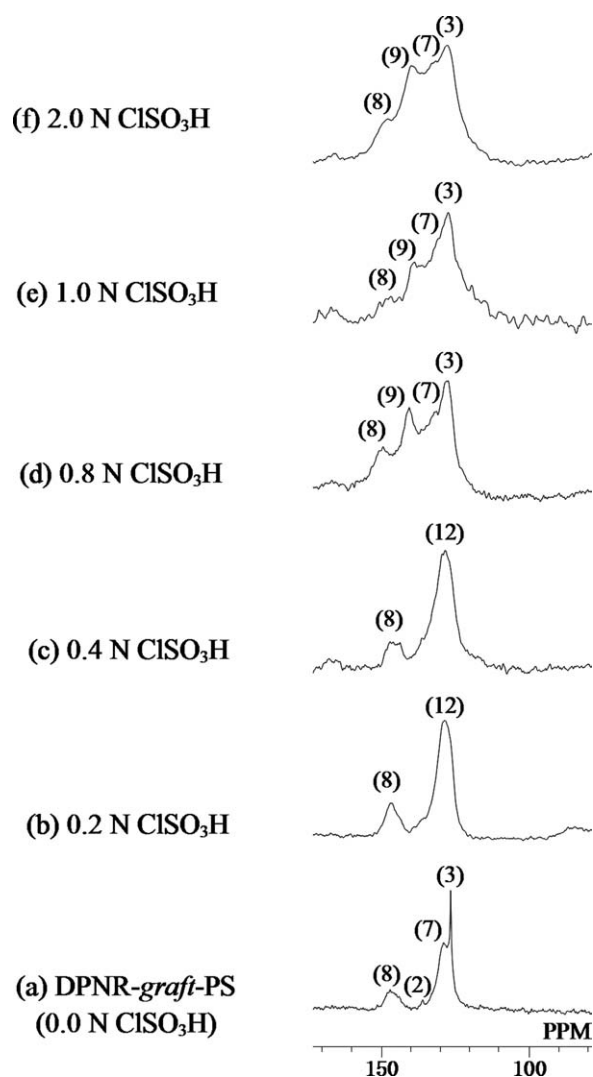 (3)
(7)
(9)
(8)
(f) 2.0 N ClSO₃H
(3)
(7)
(9)
(8)
(e) 1.0 N ClSO₃H
(3)
(9)
(7)
(8)
(d) 0.8 N ClSO₃H
(12)
(8)
(c) 0.4 N ClSO₃H
(12)
(8)
(b) 0.2 N ClSO₃H
(3)
(7)
(8)
(2)
(a) DPNR-graft-PS
(0.0 N ClSO₃H)
PPM
150 100